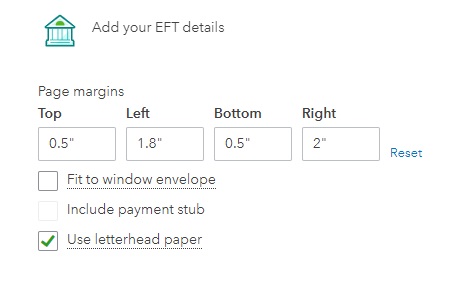 Add your EFT details
Page margins
Top Left Bottom Right
0.5" 1.8" 0.5" 2" Reset
Fit to window envelope
Include payment stub
Use letterhead paper